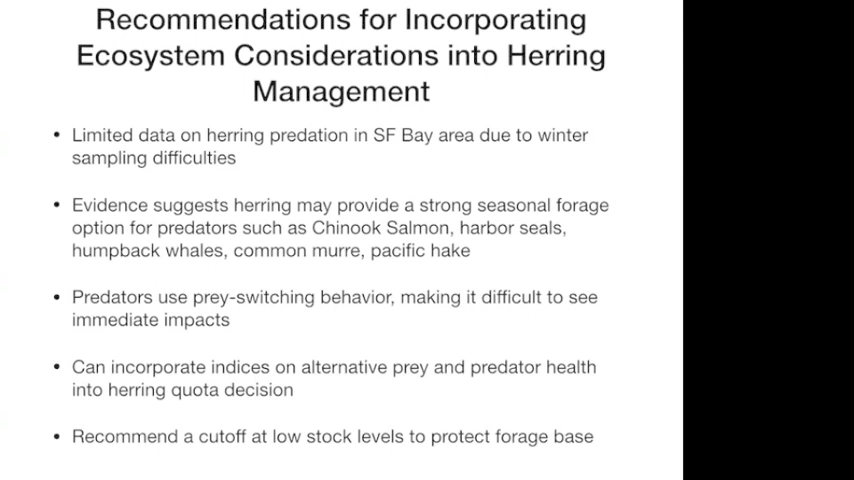 Recommendations for Incorporating
Ecosystem Considerations into Herring
Management
• Limited data on herring predation in SF Bay area due to winter
sampling difficulties
• Evidence suggests herring may provide a strong seasonal forage
option for predators such as Chinook Salmon, harbor seals,
humpback whales, common murre, pacific hake
• Predators use prey-switching behavior, making it difficult to see
immediate impacts
• Can incorporate indices on alternative prey and predator health
into herring quota decision
• Recommend a cutoff at low stock levels to protect forage base